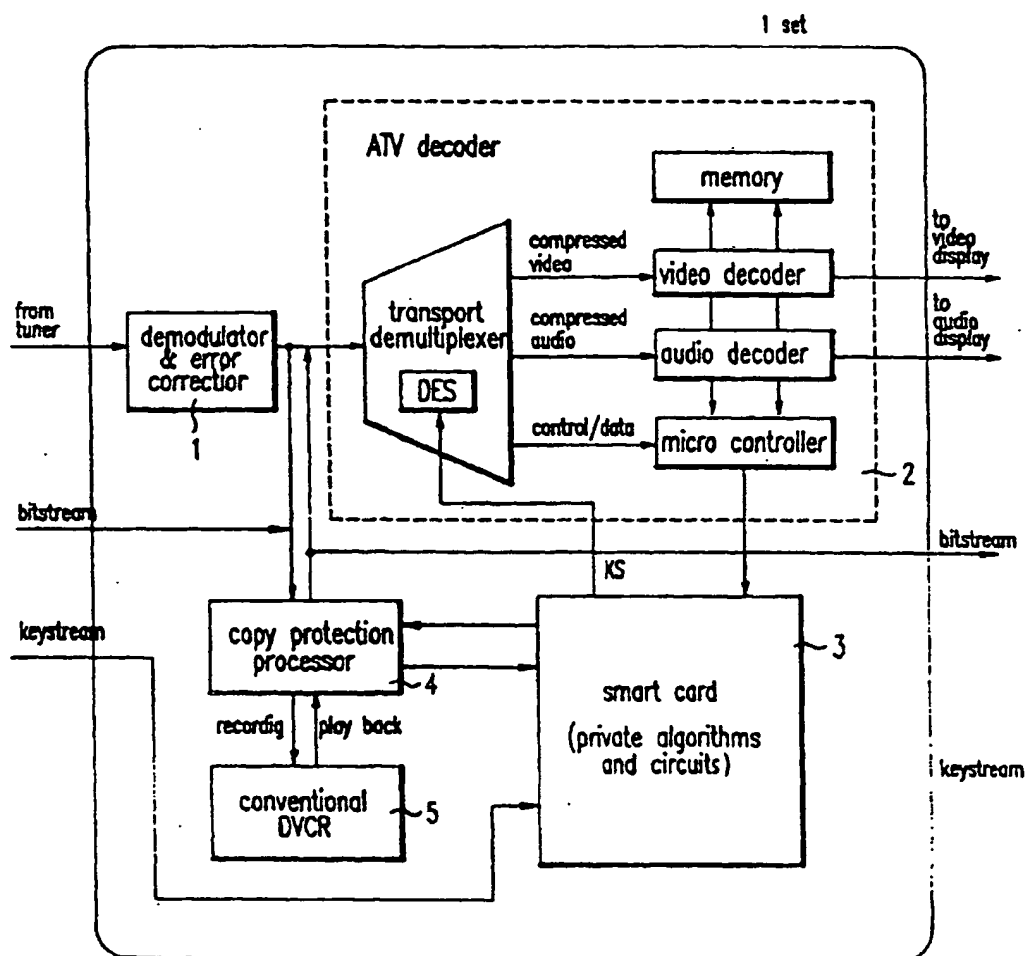 1 set
ATV decoder
memory
compressed
video
video decoder
to
video
display
from
tuner
demodulator
& error
correctior
1
transport
demultiplexer
DES
compressed
audio
audio decoder
to
audio
display
control/data
micro controller
2
bitstream
bitstream
KS
keystream
copy protection
processor
4
3
smart card
(private algorithms
and circuits)
recordig
play back
conventional
DVCR
5
keystream